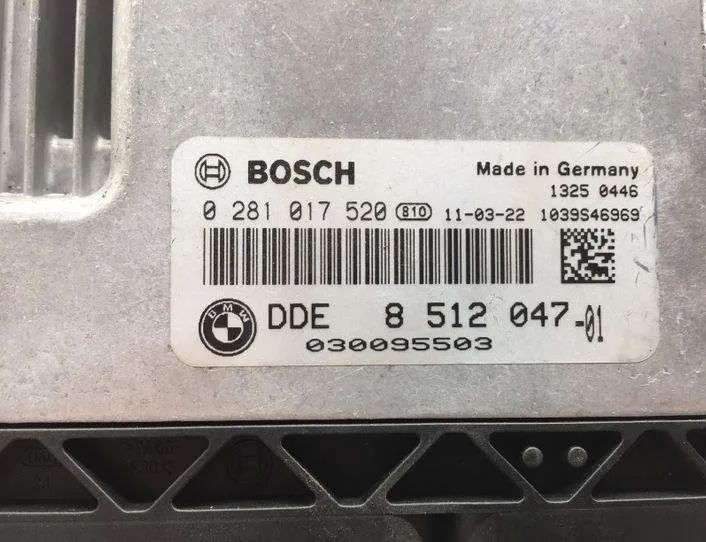 BOSCH
Made in Germany
1325 0446
0 281 017 520 810 11-03-22 1039S46969
BMW
DDE 8 512 047-01
030095503